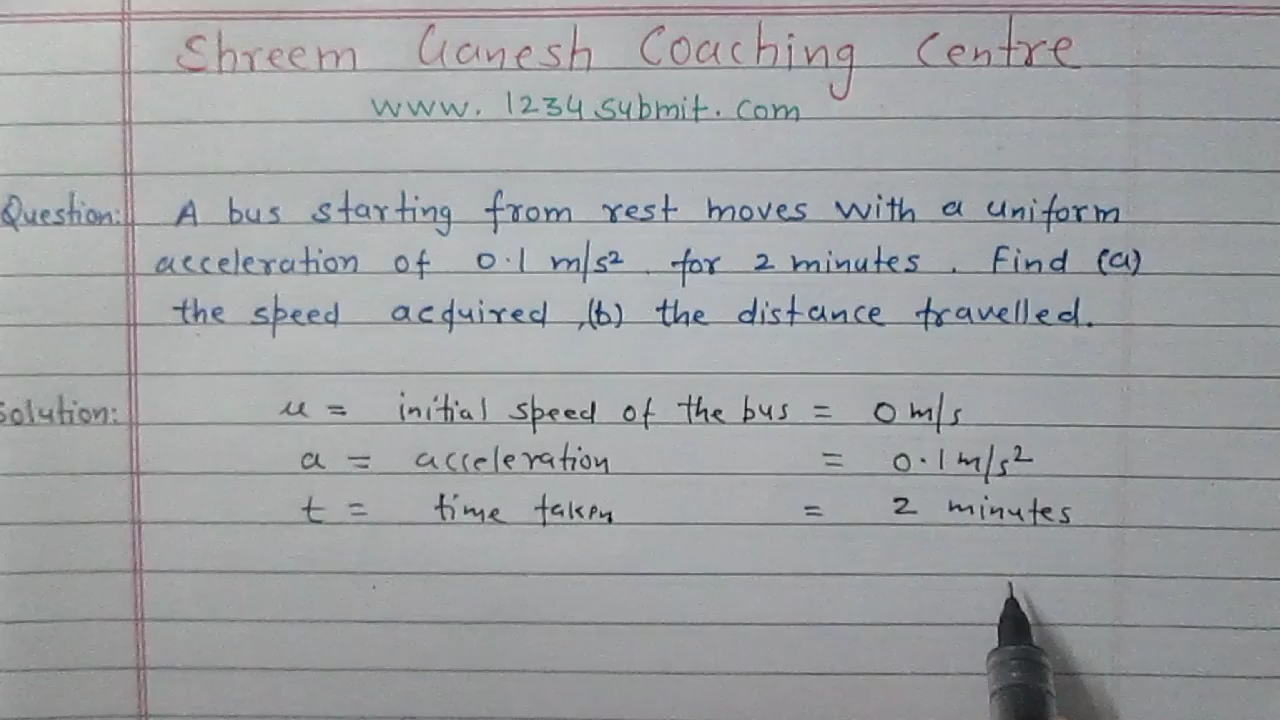 Shreem Ganesh Coaching Centre
www.1234submit.com
Question: A bus starting from rest moves with a uniform
acceleration of 0.1 m/s² for 2 minutes. Find (a)
the speed acquired, (b) the distance travelled.
Solution: u = initial speed of the bus = 0 m/s
a = acceleration = 0.1 m/s²
t = time taken = 2 minutes